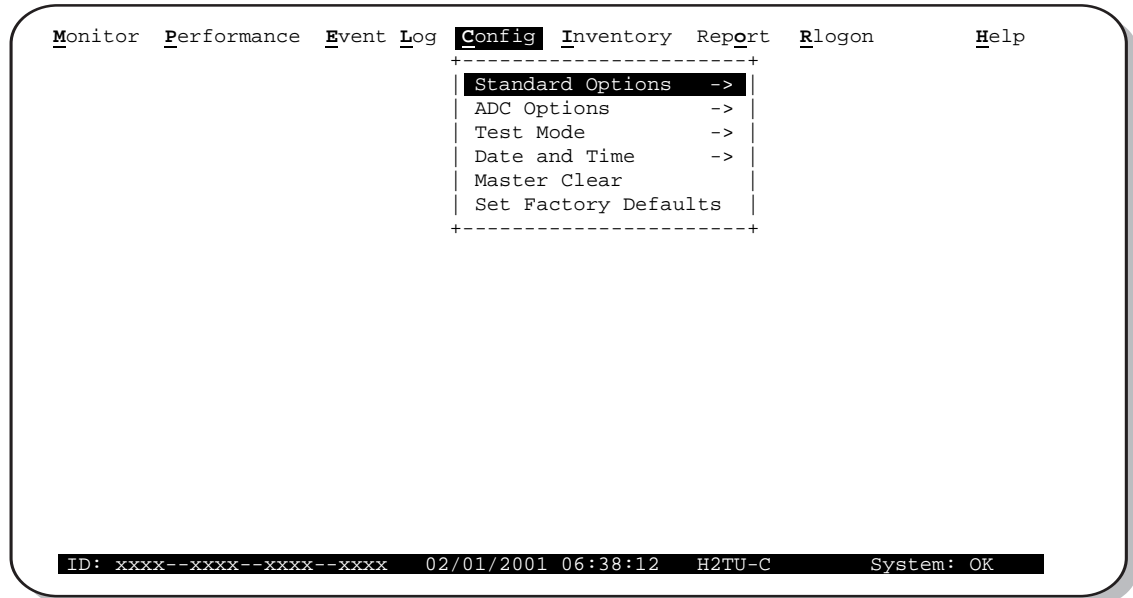 Monitor  Performance  Event Log  Config  Inventory  Report  Rlogon  Help
+-----------------------+
| Standard Options   -> |
| ADC Options        -> |
| Test Mode          -> |
| Date and Time      -> |
| Master Clear          |
| Set Factory Defaults  |
+-----------------------+
ID: xxxx--xxxx--xxxx--xxxx   02/01/2001 06:38:12   H2TU-C   System: OK